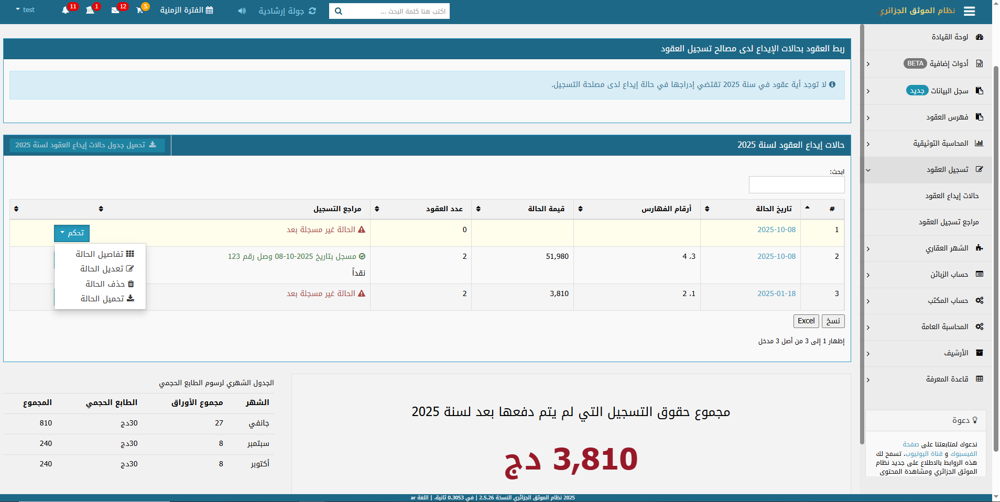 نظام الموثق الجزائري
اكتب هنا كلمة البحث ...
جولة إرشادية
الفترة الزمنية
5
12
1
11
test
لوحة القيادة
أدوات إضافية BETA
سجل البيانات جديد
فهرس العقود
المحاسبة التوثيقية
تسجيل العقود
حالات إيداع العقود
مراجع تسجيل العقود
الشهر العقاري
حساب الزبائن
حساب المكتب
المحاسبة العامة
الأرشيف
قاعدة المعرفة
دعوة
ندعوك لمتابعتنا على صفحة
الفيسبوك و قناة اليوتيوب. تسمح لك
هذه الروابط بالاطلاع على جديد نظام
الموثق الجزائري ومشاهدة المحتوى
ربط العقود بحالات الإيداع لدى مصالح تسجيل العقود
لا توجد أية عقود في سنة 2025 تقتضي إدراجها في حالة إيداع لدى مصلحة التسجيل.
حالات إيداع العقود لسنة 2025
تحميل جدول حالات إيداع العقود لسنة 2025
ابحث:
# تاريخ الحالة أرقام الفهارس قيمة الحالة عدد العقود مراجع التسجيل
1 2025-10-08 0 الحالة غير مسجلة بعد تحكم
2 2025-10-08 3، 4 51,980 2 مسجل بتاريخ 2025-10-08 وصل رقم 123
نقداً
3 2025-01-18 1، 2 3,810 2 الحالة غير مسجلة بعد
تفاصيل الحالة
تعديل الحالة
حذف الحالة
تحميل الحالة
نسخ Excel
إظهار 1 إلى 3 من أصل 3 مدخل
مجموع حقوق التسجيل التي لم يتم دفعها بعد لسنة 2025
3,810 دج
الجدول الشهري لرسوم الطابع الحجمي
الشهر مجموع الأوراق الطابع الحجمي المجموع
جانفي 27 30دج 810
سبتمبر 8 30دج 240
أكتوبر 8 30دج 240
2025 نظام الموثق الجزائري النسخة 2.5.26 | في 0.3053 ثانية. | اللغة ar